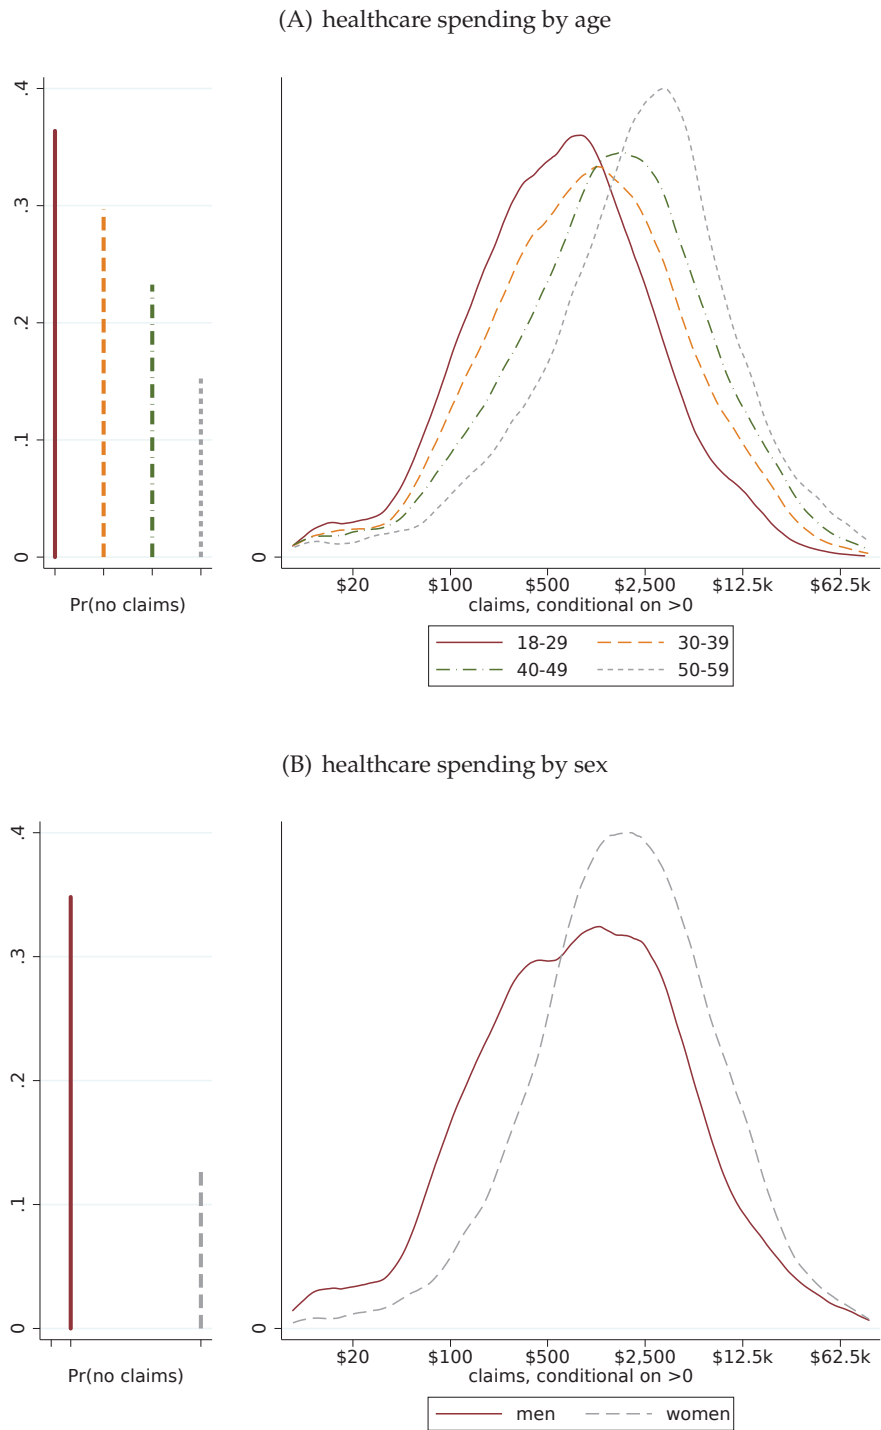 (A) healthcare spending by age
.4
.3
.2
.1
0
Pr(no claims)
0
$20 $100 $500 $2,500 $12.5k $62.5k
claims, conditional on >0
18-29 30-39
40-49 50-59
(B) healthcare spending by sex
.4
.3
.2
.1
0
Pr(no claims)
0
$20 $100 $500 $2,500 $12.5k $62.5k
claims, conditional on >0
men women